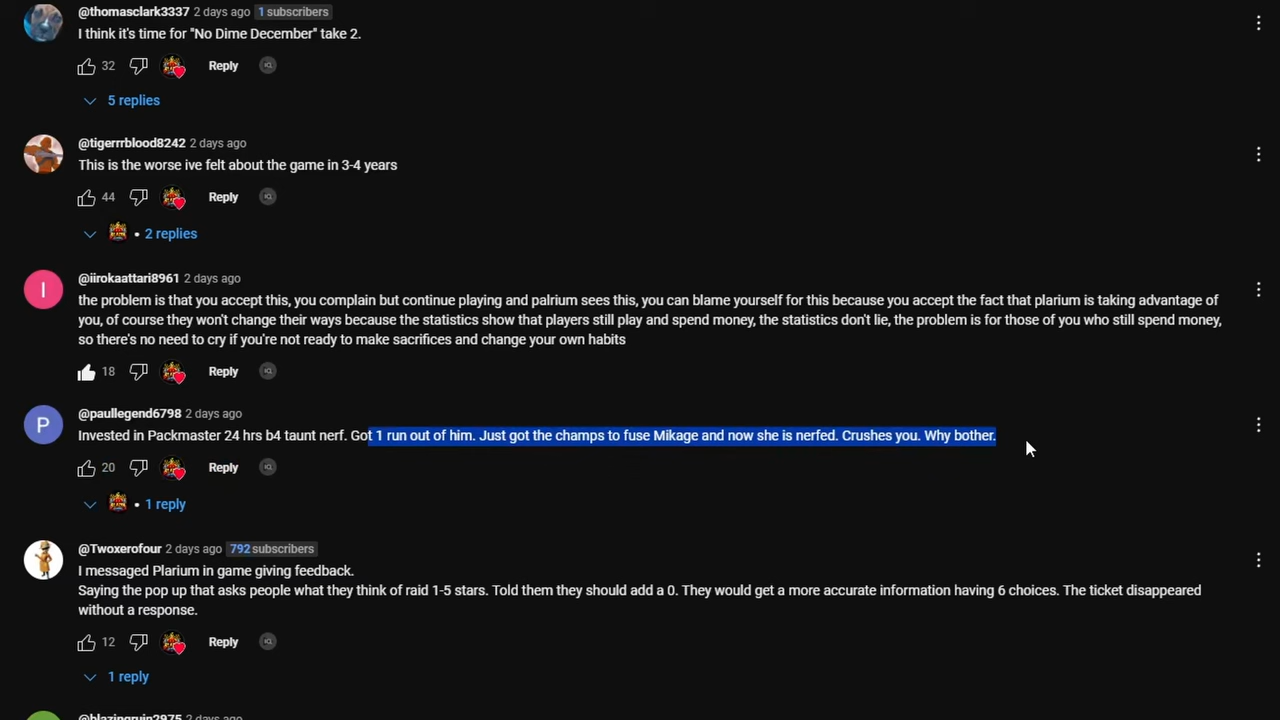 @thomasclark3337 2 days ago 1 subscribers
I think it's time for "No Dime December" take 2.
32 Reply
5 replies
@tigerrrblood8242 2 days ago
This is the worse ive felt about the game in 3-4 years
44 Reply
• 2 replies
I @iirokaattari8961 2 days ago
the problem is that you accept this, you complain but continue playing and palrium sees this, you can blame yourself for this because you accept the fact that plarium is taking advantage of
you, of course they won't change their ways because the statistics show that players still play and spend money, the statistics don't lie, the problem is for those of you who still spend money,
so there's no need to cry if you're not ready to make sacrifices and change your own habits
18 Reply
P @paullegend6798 2 days ago
Invested in Packmaster 24 hrs b4 taunt nerf. Got 1 run out of him. Just got the champs to fuse Mikage and now she is nerfed. Crushes you. Why bother.
20 Reply
• 1 reply
@Twoxerofour 2 days ago 792 subscribers
I messaged Plarium in game giving feedback.
Saying the pop up that asks people what they think of raid 1-5 stars. Told them they should add a 0. They would get a more accurate information having 6 choices. The ticket disappeared
without a response.
12 Reply
1 reply
@blazingruin2975 2 days ago